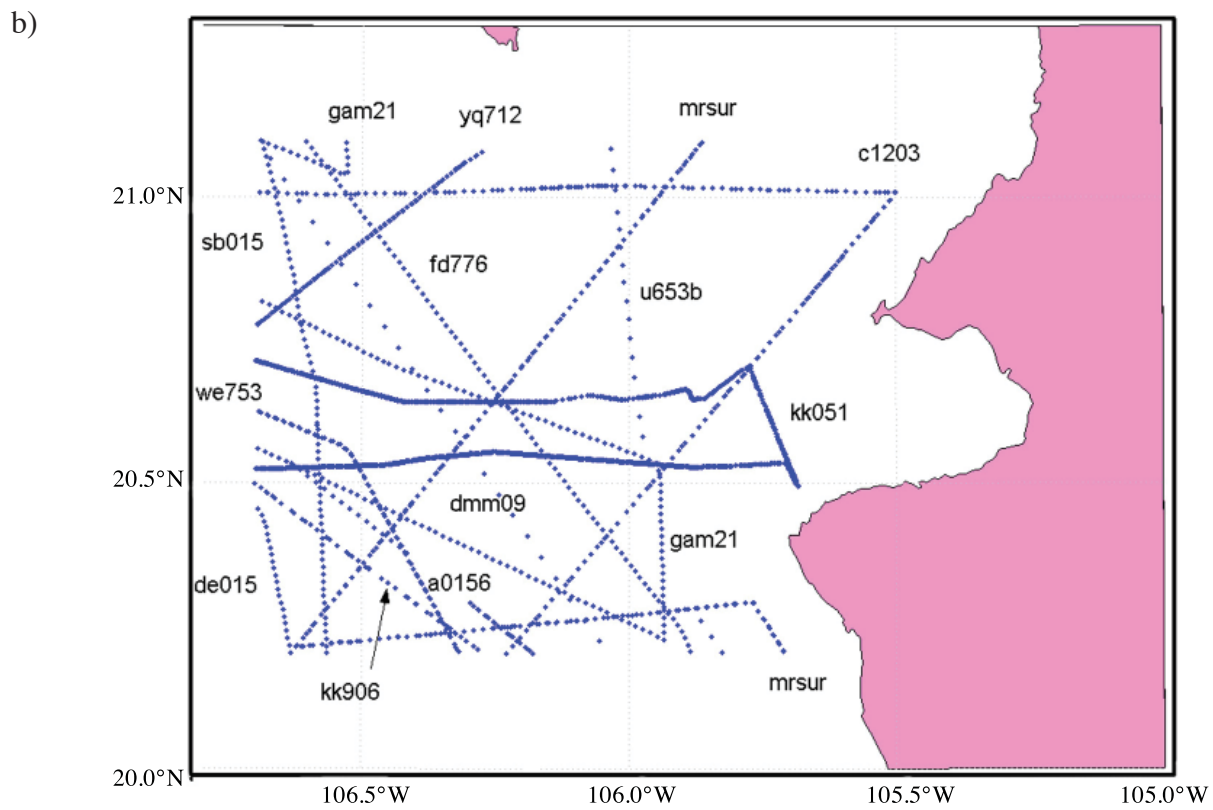 b)
gam21
yq712
mrsur
c1203
21.0°N
sb015
fd776
u653b
we753
kk051
20.5°N
dmm09
gam21
de015
a0156
kk906
mrsur
20.0°N
106.5°W
106.0°W
105.5°W
105.0°W